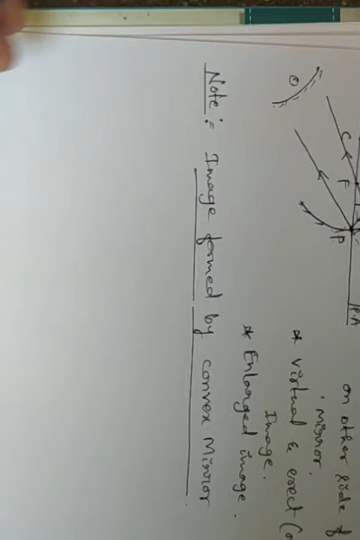 C
F
P
P.A
on other side of
mirror.
* Virtual & erect
Image.
* Enlarged image.
Note:- Image formed by convex Mirror